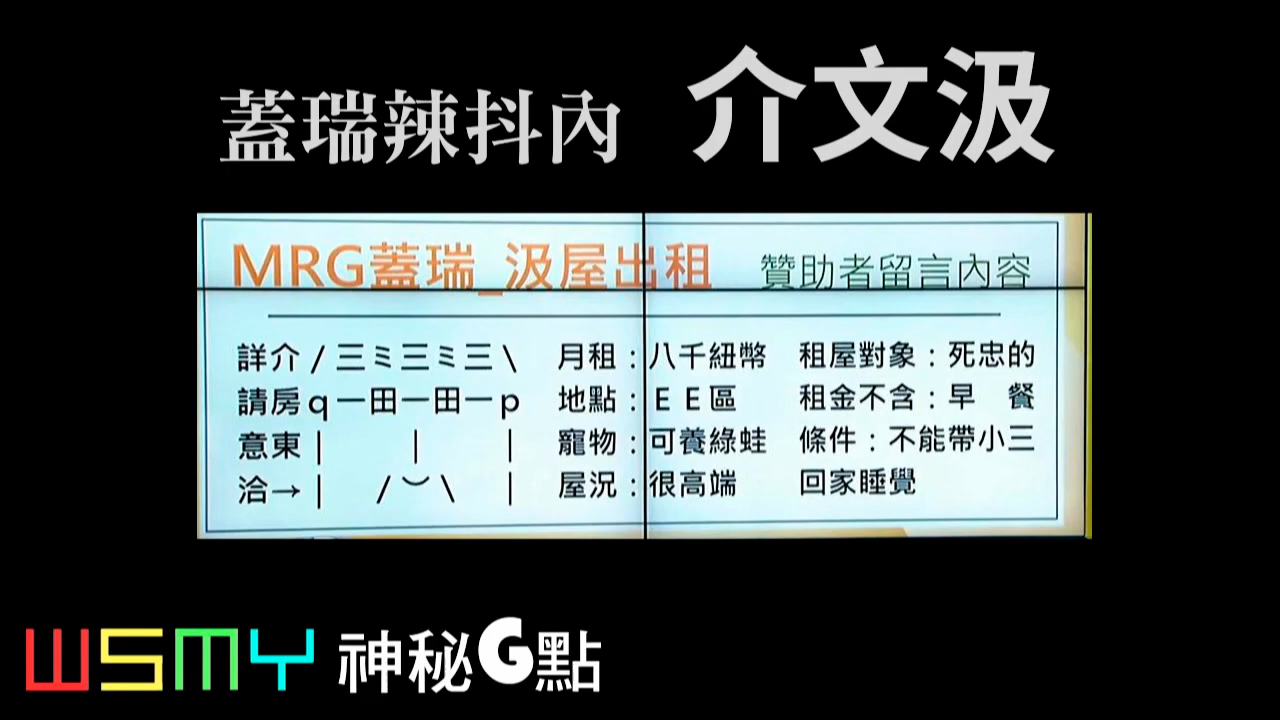 蓋瑞辣抖內 介文汲
MRG蓋瑞_汲屋出租 贊助者留言內容
詳介/三ミ三ミ三\ 月租：八千紐幣 租屋對象：死忠的
請房q一田一田一p 地點：ＥＥ區 租金不含：早　餐
意東| | | 寵物：可養綠蛙 條件：不能帶小三
洽→| /︶\ | 屋況：很高端 回家睡覺
WSMY 神秘G點